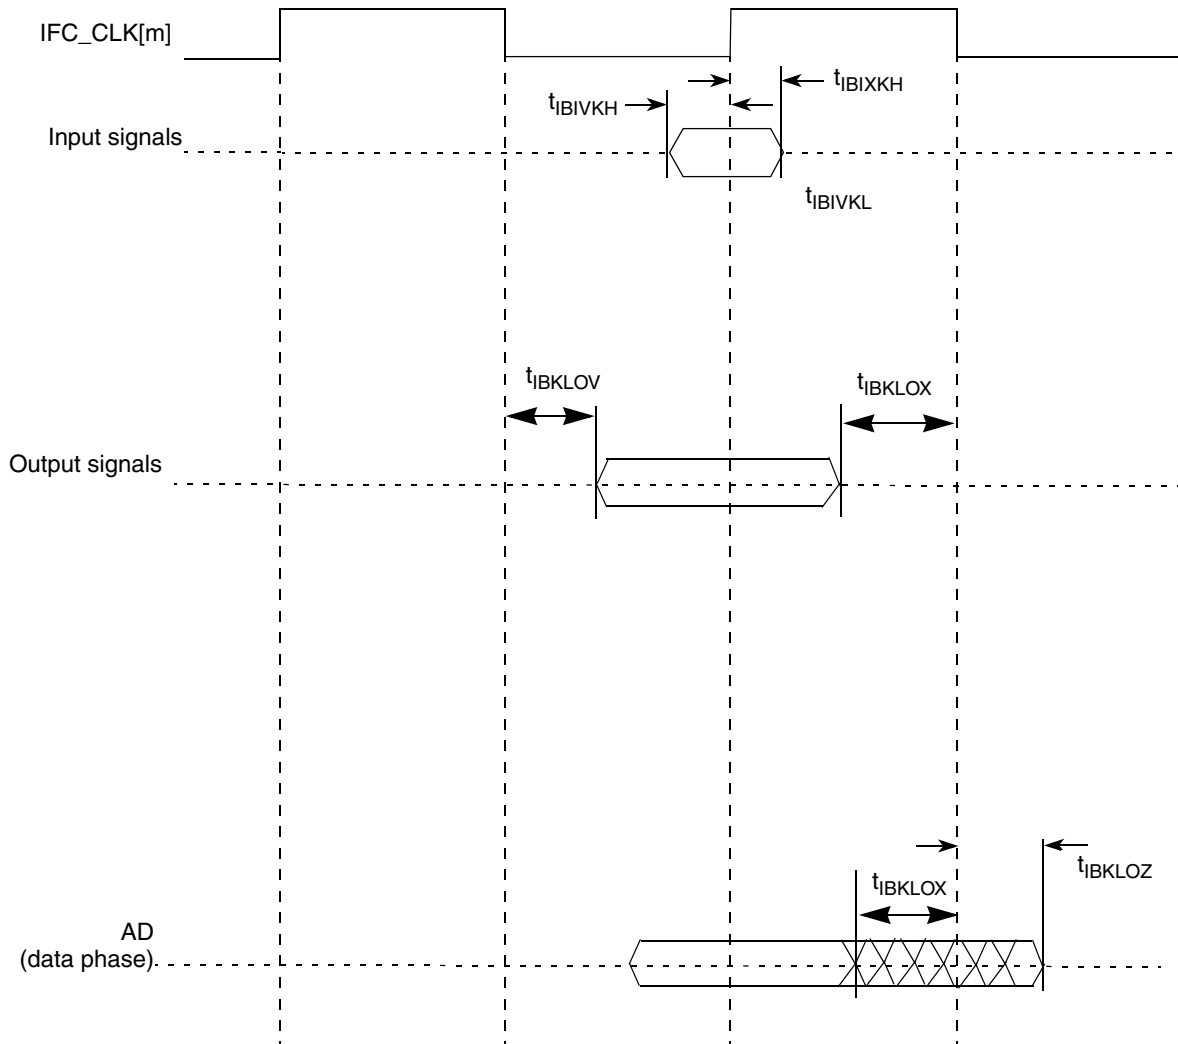 IFC_CLK[m]
tIBIXKH
tIBIVKH
Input signals
tIBIVKL
tIBKLOV
tIBKLOX
Output signals
tIBKLOZ
tIBKLOX
AD
(data phase)